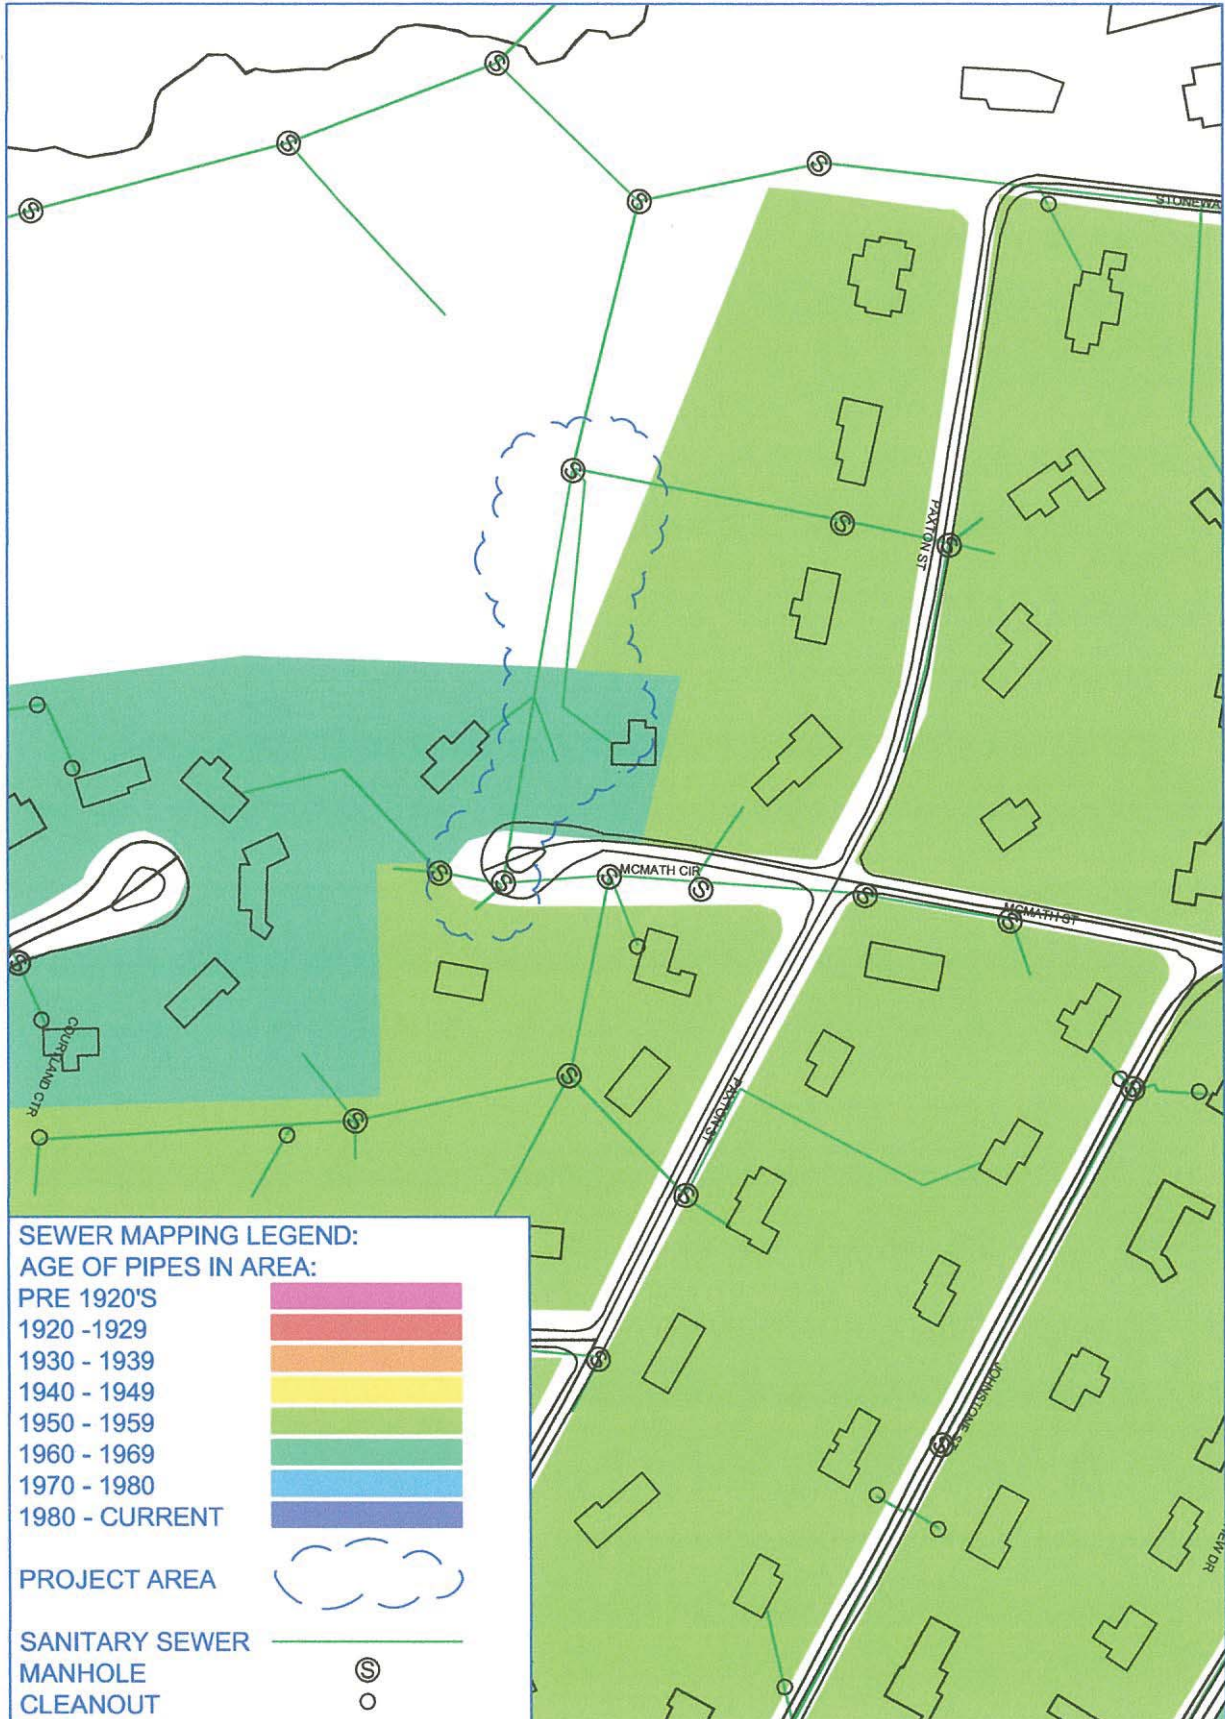 STONEWA
PAXTON ST
MCMATH CIR
MCMATH ST
COURTLAND CTR
PAXTON ST
JOHNSTONE ST
SEWER MAPPING LEGEND:
AGE OF PIPES IN AREA:
PRE 1920'S
1920 -1929
1930 - 1939
1940 - 1949
1950 - 1959
1960 - 1969
1970 - 1980
1980 - CURRENT
PROJECT AREA
SANITARY SEWER
MANHOLE
CLEANOUT